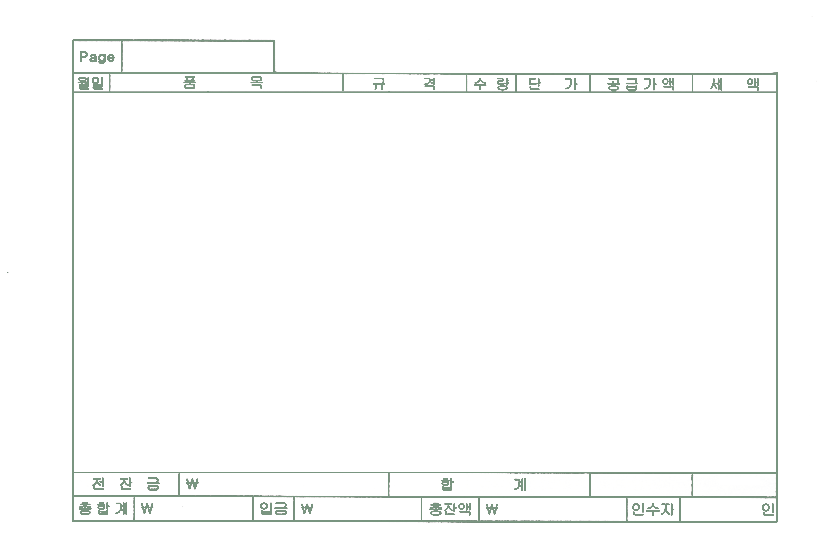 Page
월일 품 목 규 격 수 량 단 가 공급가액 세 액
전 잔 금 ₩ 합 계
총합계 ₩ 입금 ₩ 총잔액 ₩ 인수자 인